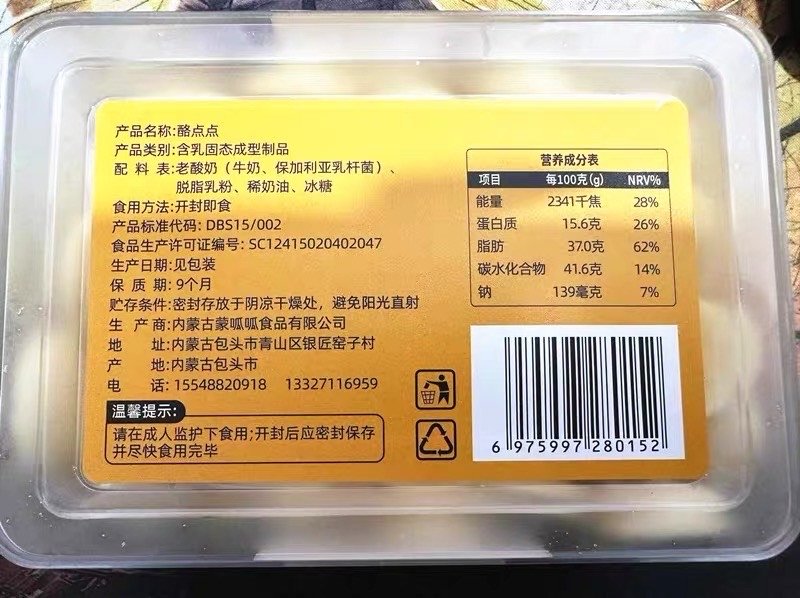 产品名称:酪点点
产品类别:含乳固态成型制品
配 料 表:老酸奶（牛奶、保加利亚乳杆菌）、
脱脂乳粉、稀奶油、冰糖
食用方法:开封即食
产品标准代码: DBS15/002
食品生产许可证编号: SC12415020402047
生产日期:见包装
保 质 期: 9个月
贮存条件:密封存放于阴凉干燥处，避免阳光直射
生 产 商:内蒙古蒙呱呱食品有限公司
地 址:内蒙古包头市青山区银匠窑子村
产 地:内蒙古包头市
电 话: 15548820918 13327116959
温馨提示:
请在成人监护下食用;开封后应密封保存
并尽快食用完毕
营养成分表
项目 每100克(g) NRV%
能量 2341千焦 28%
蛋白质 15.6克 26%
脂肪 37.0克 62%
碳水化合物 41.6克 14%
钠 139毫克 7%
6 975997 280152